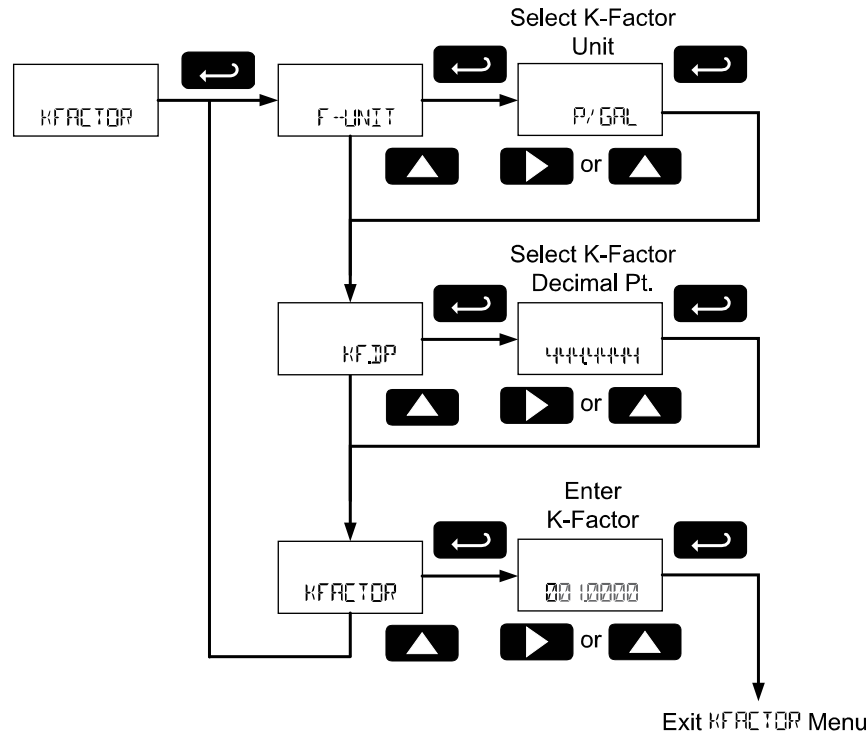 Select K-Factor
Unit
KFACTOR
F-UNIT
P/GAL
or
Select K-Factor
Decimal Pt.
KF.DP
444.4444
or
Enter
K-Factor
KFACTOR
001.0000
or
Exit KFACTOR Menu